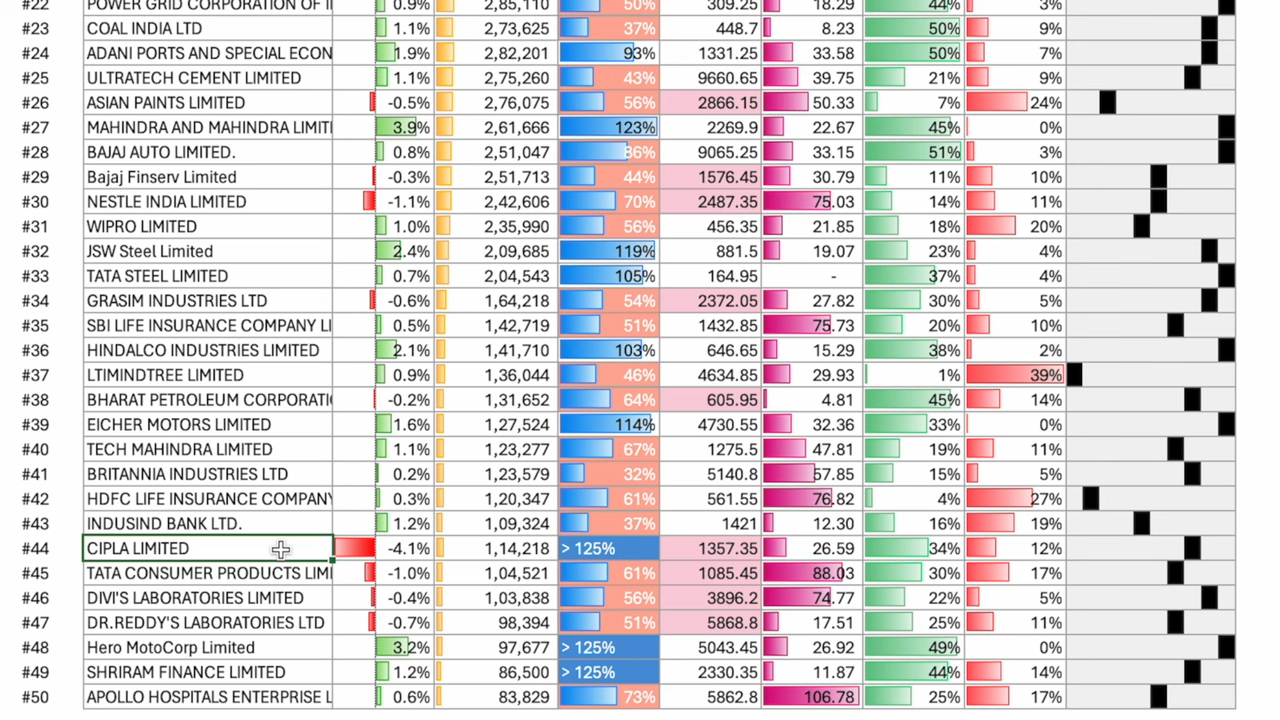 #22 POWER GRID CORPORATION OF I 0.9% 2,85,110 50% 309.25 18.29 44% 3%
#23 COAL INDIA LTD 1.1% 2,73,625 37% 448.7 8.23 50% 9%
#24 ADANI PORTS AND SPECIAL ECON 1.9% 2,82,201 93% 1331.25 33.58 50% 7%
#25 ULTRATECH CEMENT LIMITED 1.1% 2,75,260 43% 9660.65 39.75 21% 9%
#26 ASIAN PAINTS LIMITED -0.5% 2,76,075 56% 2866.15 50.33 7% 24%
#27 MAHINDRA AND MAHINDRA LIMIT 3.9% 2,61,666 123% 2269.9 22.67 45% 0%
#28 BAJAJ AUTO LIMITED. 0.8% 2,51,047 86% 9065.25 33.15 51% 3%
#29 Bajaj Finserv Limited -0.3% 2,51,713 44% 1576.45 30.79 11% 10%
#30 NESTLE INDIA LIMITED -1.1% 2,42,606 70% 2487.35 75.03 14% 11%
#31 WIPRO LIMITED 1.0% 2,35,990 56% 456.35 21.85 18% 20%
#32 JSW Steel Limited 2.4% 2,09,685 119% 881.5 19.07 23% 4%
#33 TATA STEEL LIMITED 0.7% 2,04,543 105% 164.95 - 37% 4%
#34 GRASIM INDUSTRIES LTD -0.6% 1,64,218 54% 2372.05 27.82 30% 5%
#35 SBI LIFE INSURANCE COMPANY LI 0.5% 1,42,719 51% 1432.85 75.73 20% 10%
#36 HINDALCO INDUSTRIES LIMITED 2.1% 1,41,710 103% 646.65 15.29 38% 2%
#37 LTIMINDTREE LIMITED 0.9% 1,36,044 46% 4634.85 29.93 1% 39%
#38 BHARAT PETROLEUM CORPORATI -0.2% 1,31,652 64% 605.95 4.81 45% 14%
#39 EICHER MOTORS LIMITED 1.6% 1,27,524 114% 4730.55 32.36 33% 0%
#40 TECH MAHINDRA LIMITED 1.1% 1,23,277 67% 1275.5 47.81 19% 11%
#41 BRITANNIA INDUSTRIES LTD 0.2% 1,23,579 32% 5140.8 57.85 15% 5%
#42 HDFC LIFE INSURANCE COMPANY 0.3% 1,20,347 61% 561.55 76.82 4% 27%
#43 INDUSIND BANK LTD. 1.2% 1,09,324 37% 1421 12.30 16% 19%
#44 CIPLA LIMITED -4.1% 1,14,218 > 125% 1357.35 26.59 34% 12%
#45 TATA CONSUMER PRODUCTS LIMI -1.0% 1,04,521 61% 1085.45 88.03 30% 17%
#46 DIVI'S LABORATORIES LIMITED -0.4% 1,03,838 56% 3896.2 74.77 22% 5%
#47 DR.REDDY'S LABORATORIES LTD -0.7% 98,394 51% 5868.8 17.51 25% 11%
#48 Hero MotoCorp Limited 3.2% 97,677 > 125% 5043.45 26.92 49% 0%
#49 SHRIRAM FINANCE LIMITED 1.2% 86,500 > 125% 2330.35 11.87 44% 14%
#50 APOLLO HOSPITALS ENTERPRISE L 0.6% 83,829 73% 5862.8 106.78 25% 17%